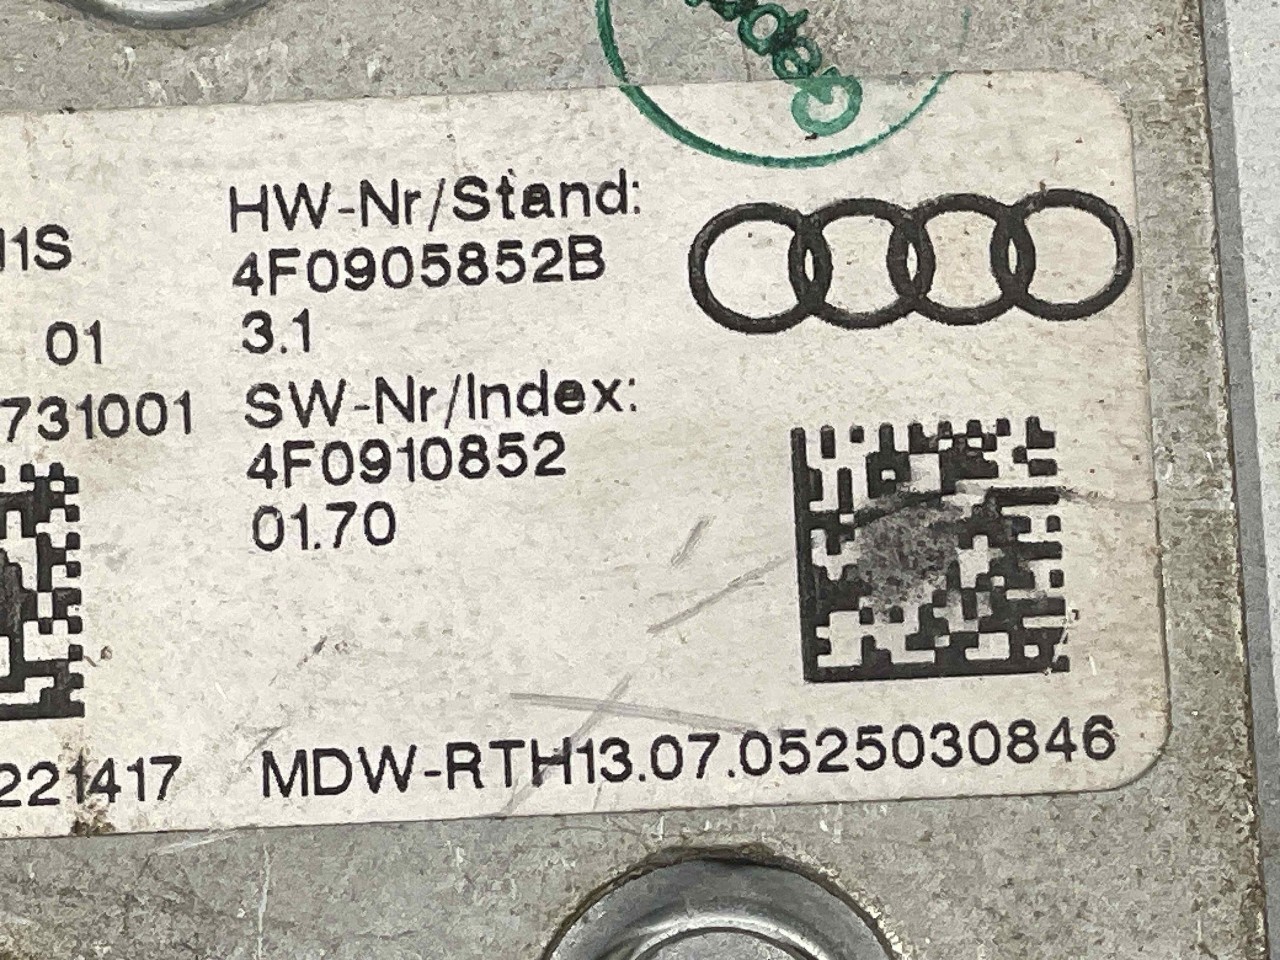 HW-Nr/Stand:
4F0905852B
3.1
SW-Nr/Index:
4F0910852
01.70
01
731001
221417
MDW-RTH13.07.0525030846